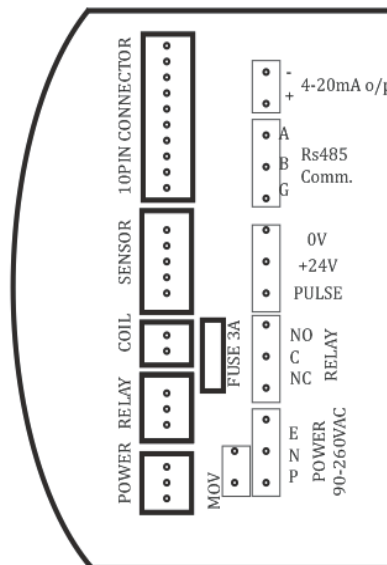 10PIN CONNECTOR
SENSOR
COIL
RELAY
POWER
FUSE 3A
MOV
-
+
4-20mA o/p
A
B
G
Rs485
Comm.
0V
+24V
PULSE
NO
C
NC
RELAY
E
N
P
POWER
90-260VAC